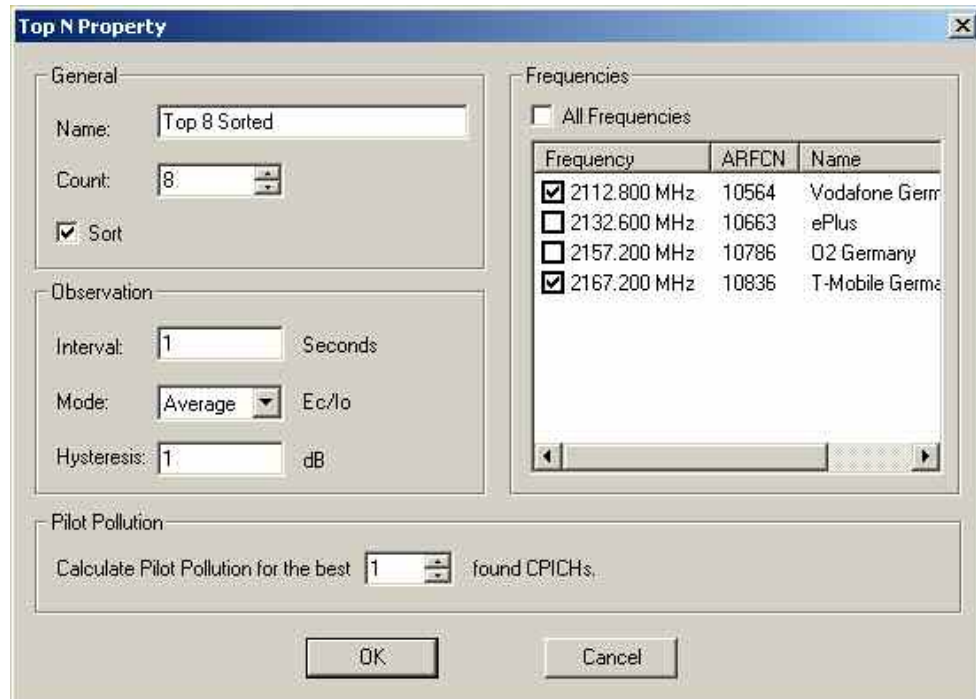 Top N Property
General
Name: Top 8 Sorted
Count: 8
Sort
Observation
Interval: 1 Seconds
Mode: Average Ec/Io
Hysteresis: 1 dB
Frequencies
All Frequencies
Frequency ARFCN Name
2112.800 MHz 10564 Vodafone Germ
2132.600 MHz 10663 ePlus
2157.200 MHz 10786 O2 Germany
2167.200 MHz 10836 T-Mobile Germa
Pilot Pollution
Calculate Pilot Pollution for the best 1 found CPICHs.
OK Cancel